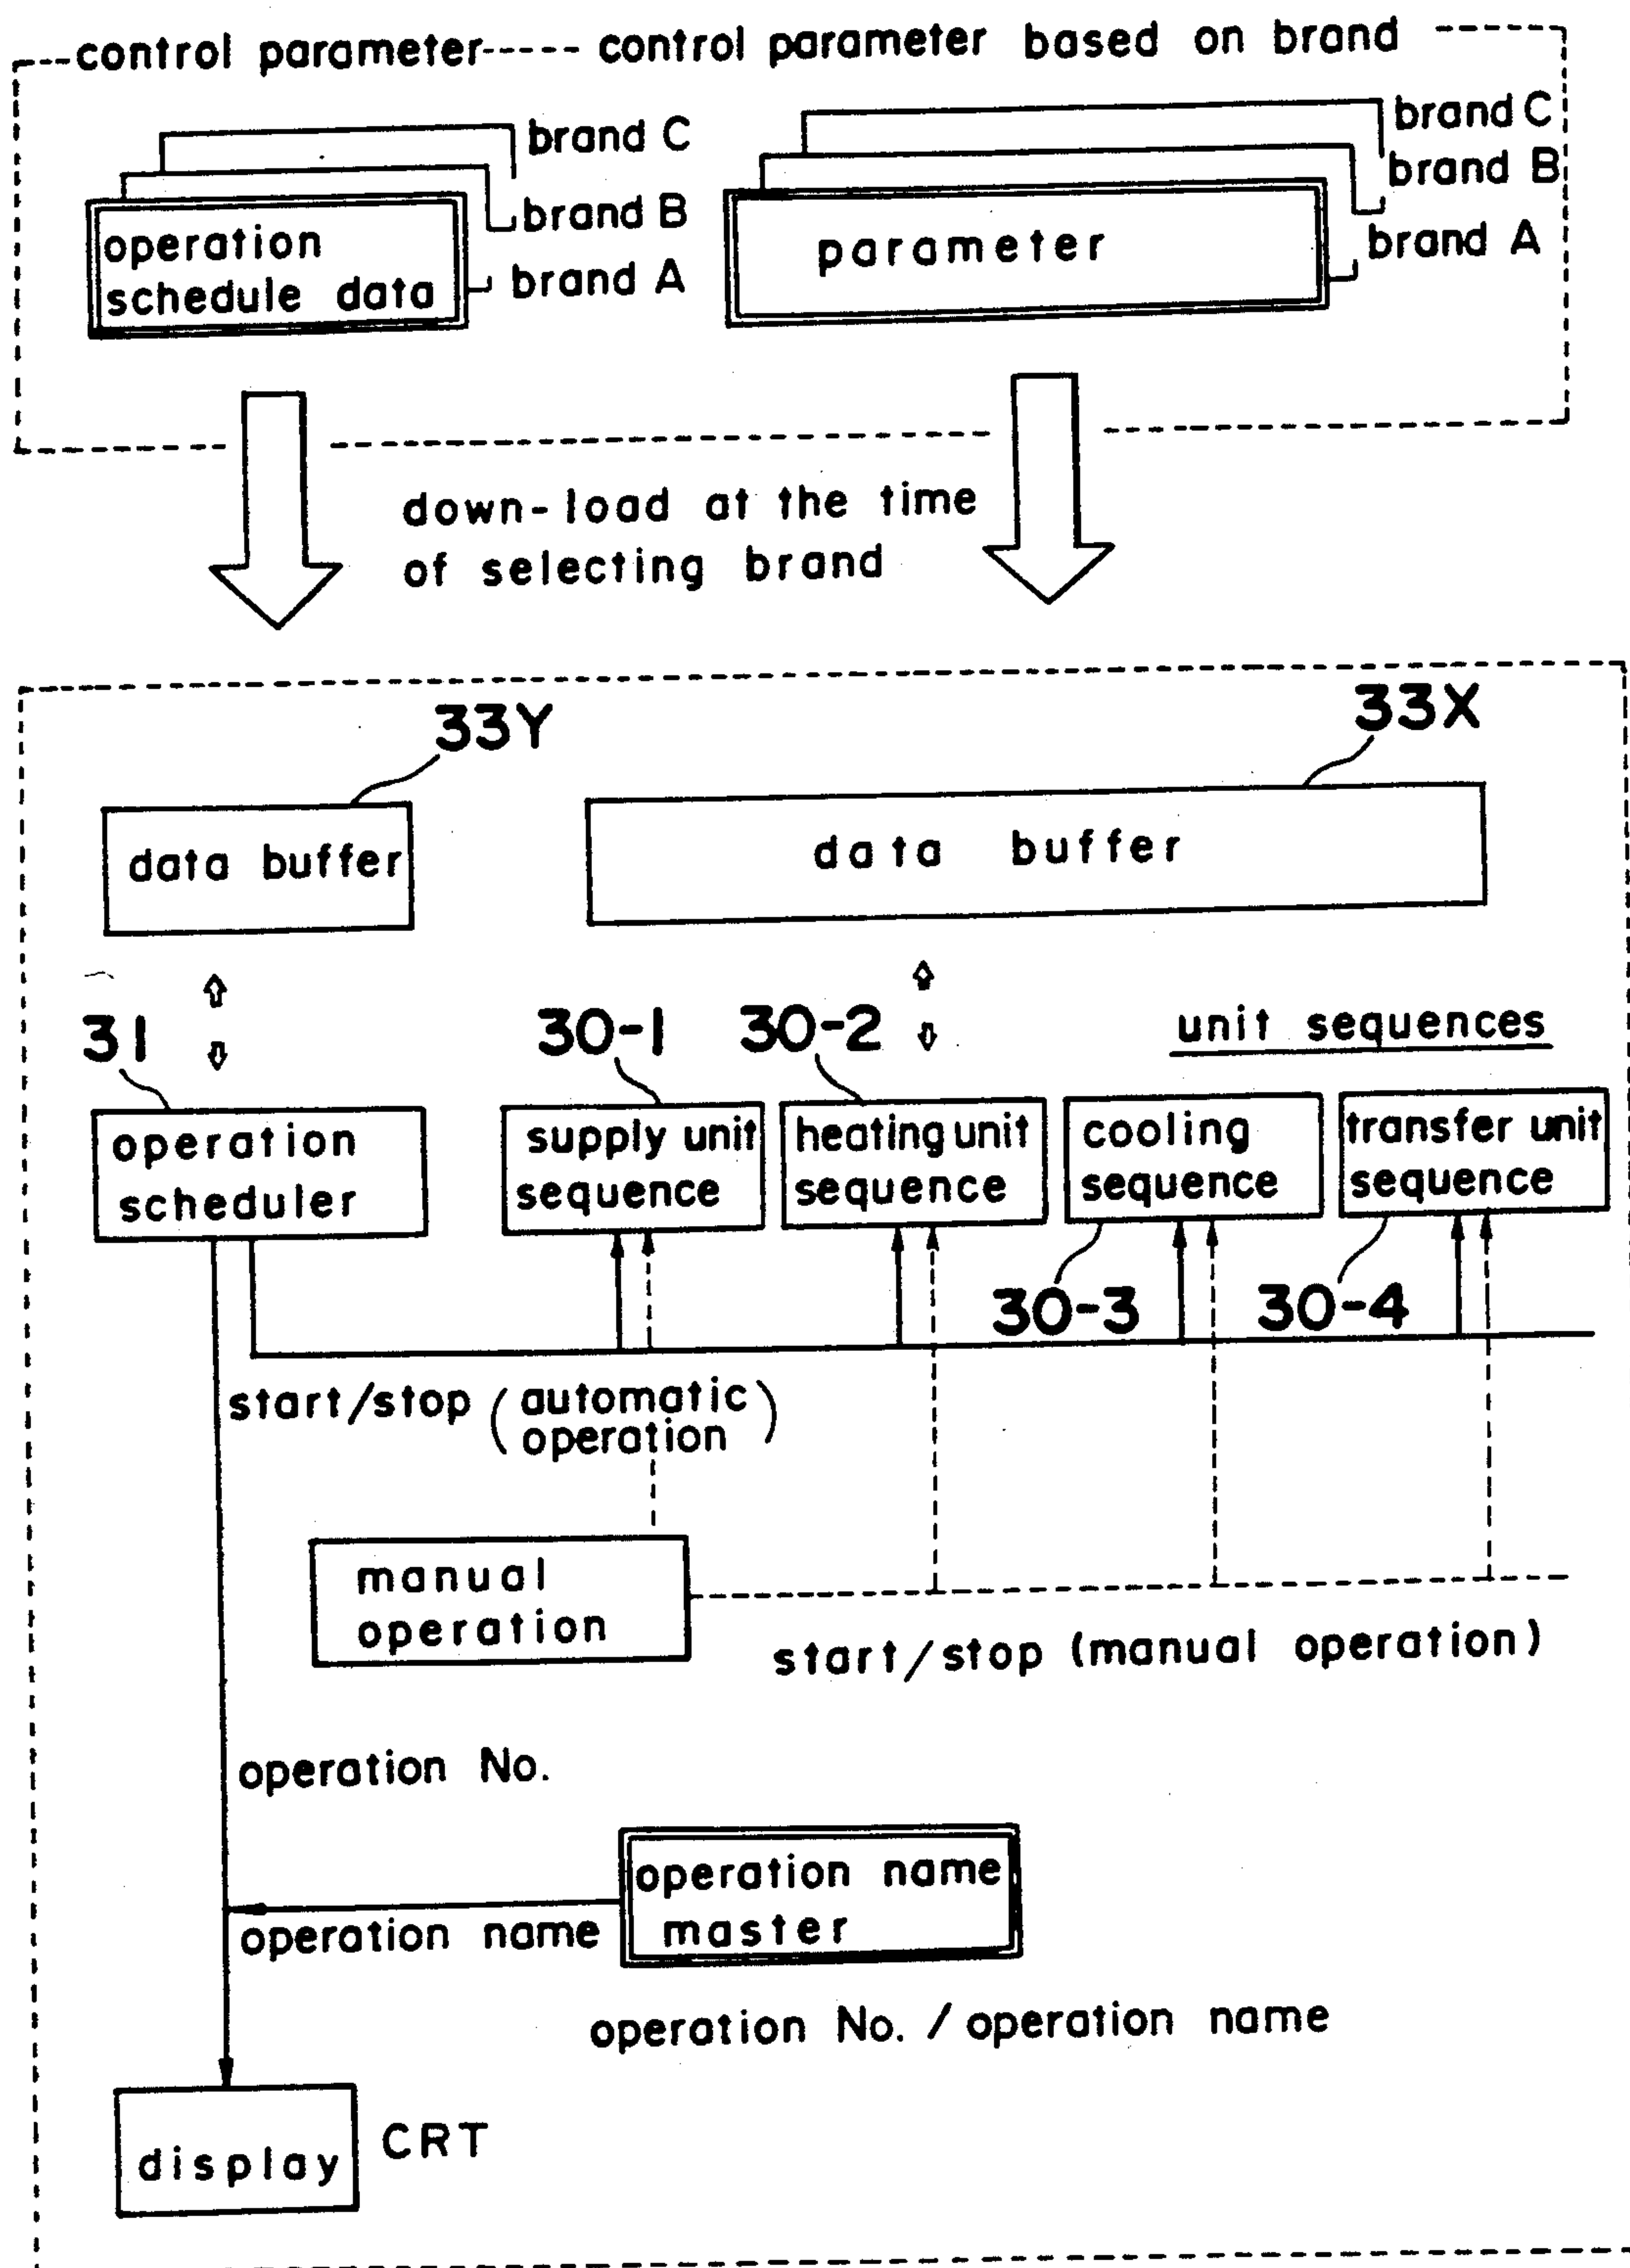 control parameter
control parameter based on brand
brand C
brand B
brand A
operation
schedule data
brand C
brand B
brand A
parameter
down-load at the time
of selecting brand
33Y
33X
data buffer
data buffer
31
30-1
30-2
unit sequences
operation
scheduler
supply unit
sequence
heating unit
sequence
cooling
sequence
transfer unit
sequence
30-3
30-4
start/stop (automatic
operation)
manual
operation
start/stop (manual operation)
operation No.
operation name
master
operation name
operation No. / operation name
display
CRT